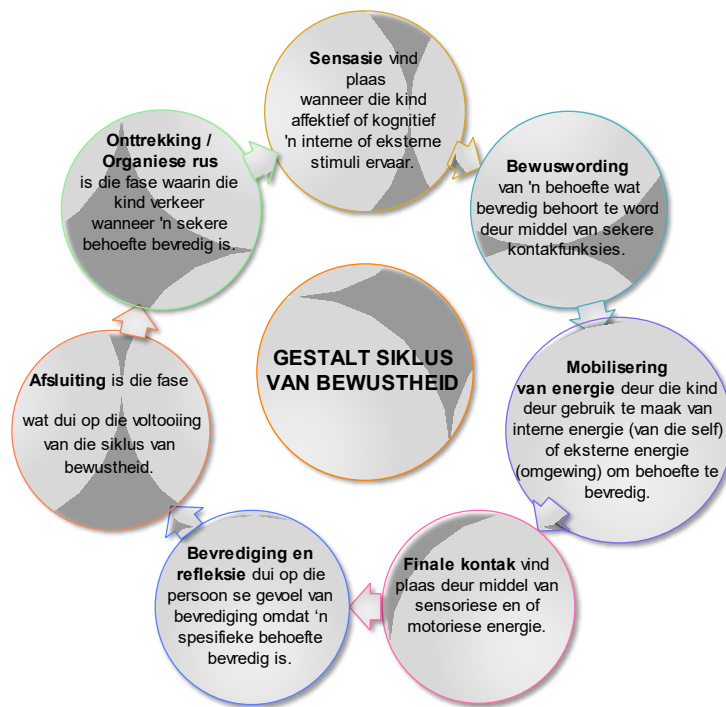 Sensasie vind
plaas
wanneer die kind
affektief of kognitief
'n interne of eksterne
stimuli ervaar.
Bewuswording
van 'n behoefte wat
bevredig behoort te word
deur middel van sekere
kontakfunksies.
Mobilisering
van energie deur die kind
deur gebruik te maak van
interne energie (van die self)
of eksterne energie
(omgewing) om behoefte te
bevredig.
Finale kontak vind
plaas deur middel van
sensoriese en of
motoriese energie.
Bevrediging en
refleksie dui op die
persoon se gevoel van
bevrediging omdat ‘n
spesifieke behoefte
bevredig is.
Afsluiting is die fase
wat dui op die voltooiing
van die siklus van
bewustheid.
Onttrekking /
Organiese rus
is die fase waarin die
kind verkeer
wanneer 'n sekere
behoefte bevredig is.
GESTALT SIKLUS
VAN BEWUSTHEID